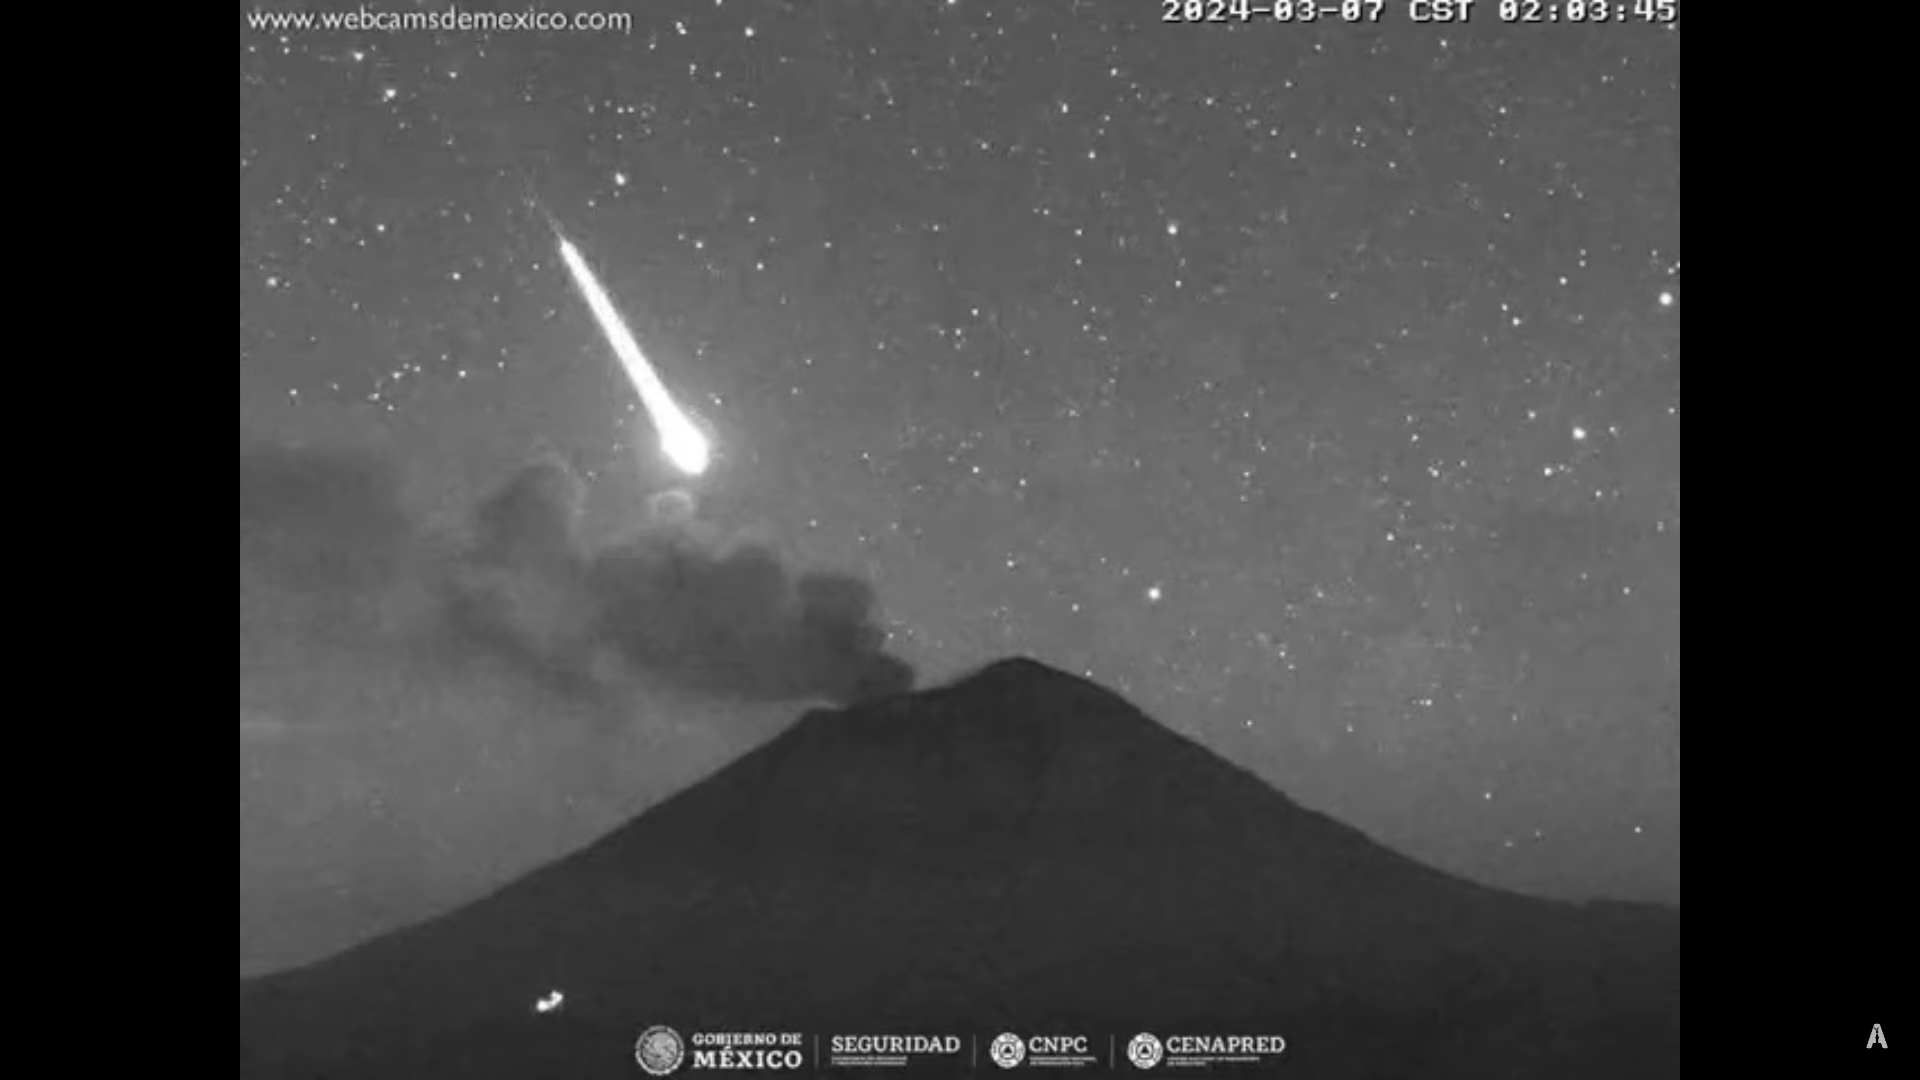 www.webcamsdemexico.com
2024-03-07 CST 02:03:45
GOBIERNO DE
MÉXICO
SEGURIDAD
CNPC
CENAPRED
A